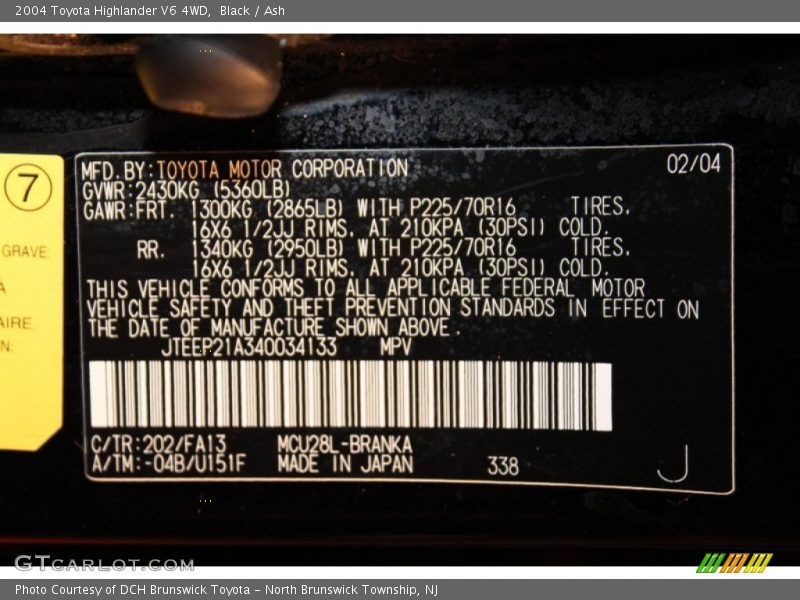 2004 Toyota Highlander V6 4WD, Black / Ash
7
GRAVE:
AIRE.
N:
MFD. BY: TOYOTA MOTOR CORPORATION 02/04
GVWR: 2430KG (5360LB)
GAWR: FRT. 1300KG (2865LB) WITH P225/70R16 TIRES,
16X6 1/2JJ RIMS, AT 210KPA (30PSI) COLD.
RR. 1340KG (2950LB) WITH P225/70R16 TIRES,
16X6 1/2JJ RIMS, AT 210KPA (30PSI) COLD.
THIS VEHICLE CONFORMS TO ALL APPLICABLE FEDERAL MOTOR
VEHICLE SAFETY AND THEFT PREVENTION STANDARDS IN EFFECT ON
THE DATE OF MANUFACTURE SHOWN ABOVE.
JTEEP21A340034133 MPV
C/TR: 202/FA13 MCU28L-BRANKA
A/TM: -04B/U151F MADE IN JAPAN 338 J
GTCARLOT.COM
Photo Courtesy of DCH Brunswick Toyota - North Brunswick Township, NJ